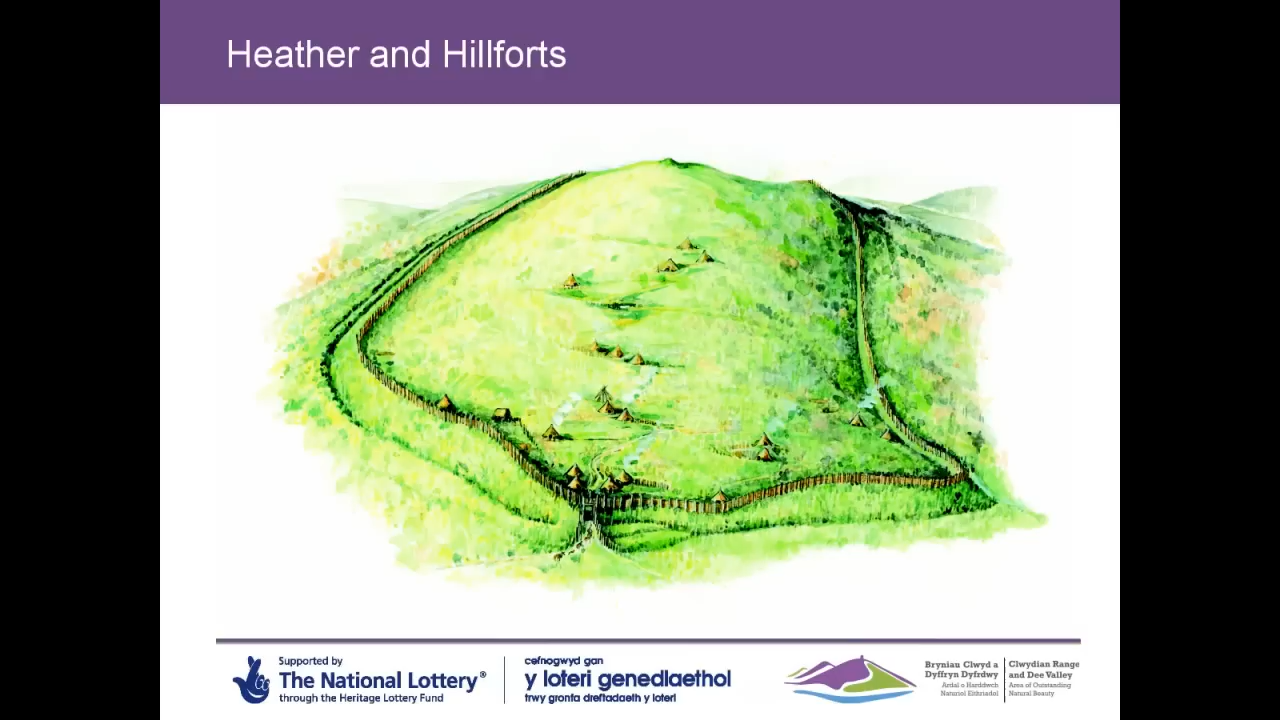 Heather and Hillforts
Supported by
The National Lottery®
through the Heritage Lottery Fund
cefnogwyd gan
y loteri genedlaethol
trwy gronfa dreftadaeth y loteri
Bryniau Clwyd a
Dyffryn Dyfrdwy
Ardal o Harddwch
Naturiol Eithriadol
Clwydian Range
and Dee Valley
Area of Outstanding
Natural Beauty